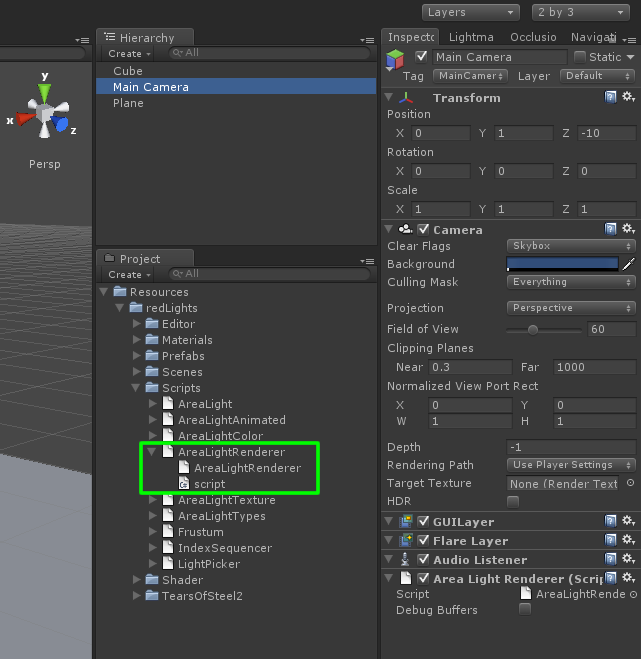 Layers
2 by 3
Hierarchy
Create
All
Cube
Main Camera
Plane
y
x
z
Persp
Project
Create
All
Resources
redLights
Editor
Materials
Prefabs
Scenes
Scripts
AreaLight
AreaLightAnimated
AreaLightColor
AreaLightRenderer
AreaLightRenderer
script
AreaLightTexture
AreaLightTypes
Frustum
IndexSequencer
LightPicker
Shader
TearsOfSteel2
Inspecto Lightma Occlusio Navigati
Main Camera Static
Tag MainCamer Layer Default
Transform
Position
X 0 Y 1 Z -10
Rotation
X 0 Y 0 Z 0
Scale
X 1 Y 1 Z 1
Camera
Clear Flags Skybox
Background
Culling Mask Everything
Projection Perspective
Field of View 60
Clipping Planes
Near 0.3 Far 1000
Normalized View Port Rect
X 0 Y 0
W 1 H 1
Depth -1
Rendering Path Use Player Settings
Target Texture None (Render Text
HDR
GUILayer
Flare Layer
Audio Listener
Area Light Renderer (Scrip
Script AreaLightRende
Debug Buffers